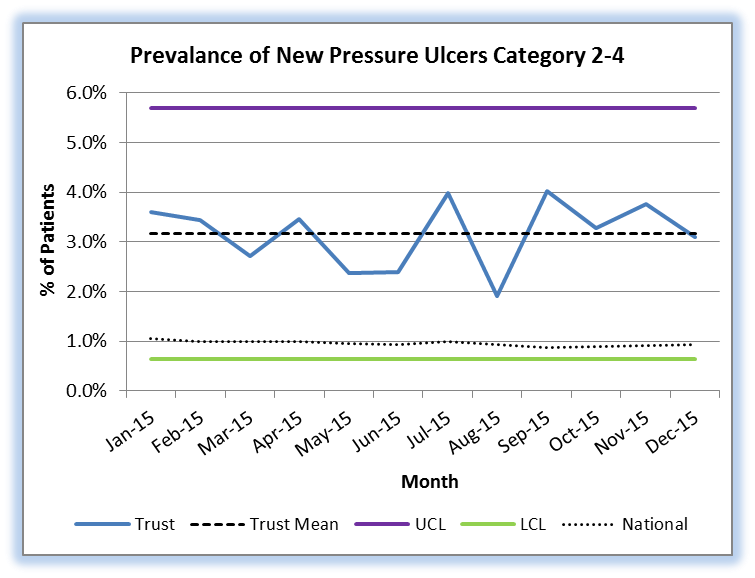 Prevalance of New Pressure Ulcers Category 2-4
6.0%
5.0%
4.0%
3.0%
2.0%
1.0%
0.0%
% of Patients
Jan-15
Feb-15
Mar-15
Apr-15
May-15
Jun-15
Jul-15
Aug-15
Sep-15
Oct-15
Nov-15
Dec-15
Month
Trust Trust Mean UCL LCL National